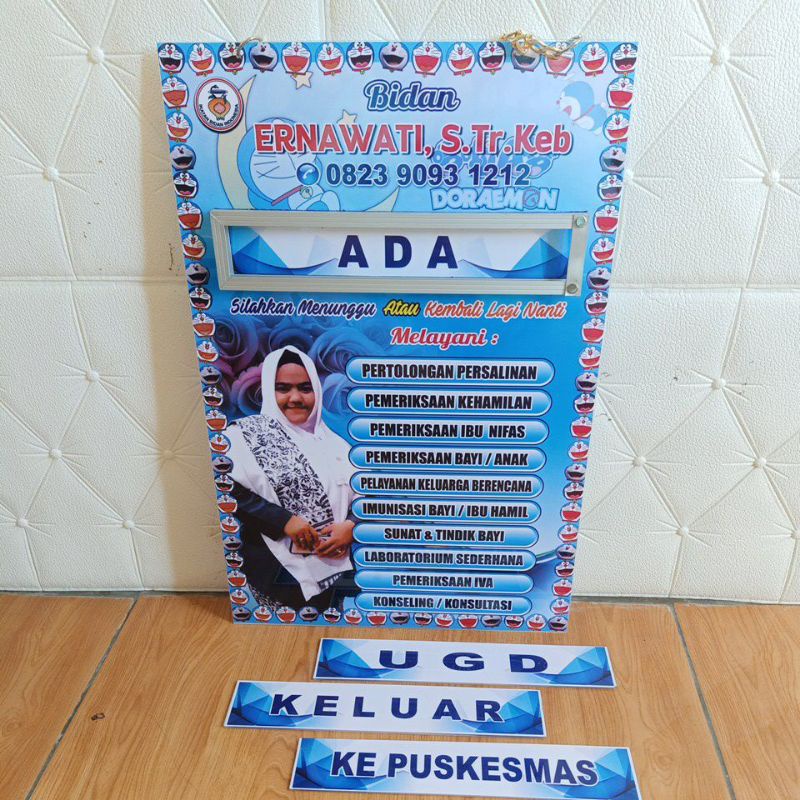 Bidan
ERNAWATI, S.Tr.Keb
0823 9093 1212
DORAEMON
ADA
Silahkan Menunggu Atau Kembali Lagi Nanti
Melayani :
PERTOLONGAN PERSALINAN
PEMERIKSAAN KEHAMILAN
PEMERIKSAAN IBU NIFAS
PEMERIKSAAN BAYI / ANAK
PELAYANAN KELUARGA BERENCANA
IMUNISASI BAYI / IBU HAMIL
SUNAT & TINDIK BAYI
LABORATORIUM SEDERHANA
PEMERIKSAAN IVA
KONSELING / KONSULTASI
UGD
KELUAR
KE PUSKESMAS